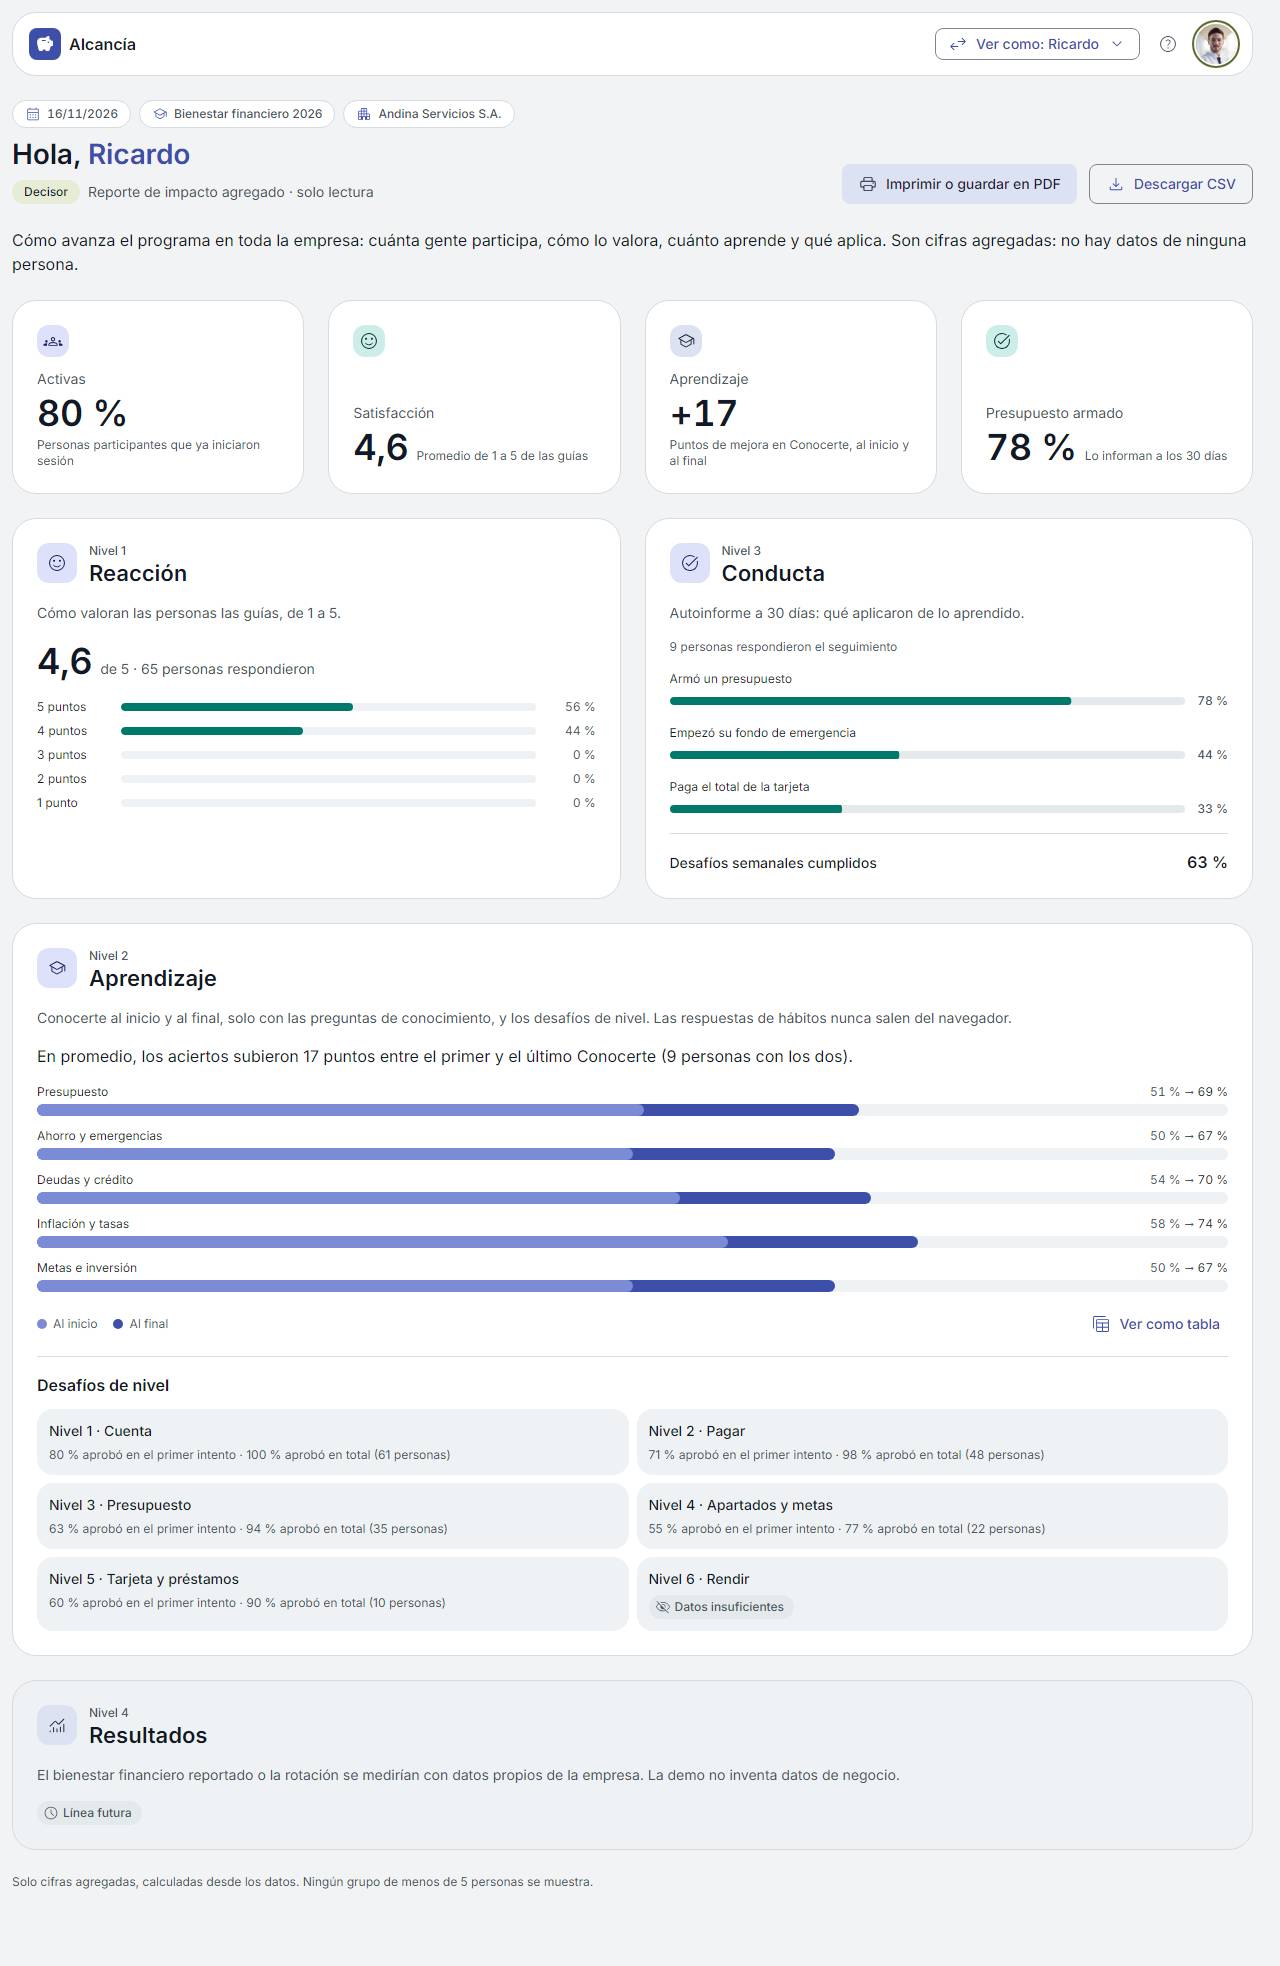 Alcancía
Ver como: Ricardo
16/11/2026
Bienestar financiero 2026
Andina Servicios S.A.
Hola, Ricardo
Decisor
Reporte de impacto agregado · solo lectura
Imprimir o guardar en PDF
Descargar CSV
Cómo avanza el programa en toda la empresa: cuánta gente participa, cómo lo valora, cuánto aprende y qué aplica. Son cifras agregadas: no hay datos de ninguna
persona.
Activas
80 %
Personas participantes que ya iniciaron
sesión
Satisfacción
4,6 Promedio de 1 a 5 de las guías
Aprendizaje
+17
Puntos de mejora en Conocerte, al inicio y
al final
Presupuesto armado
78 % Lo informan a los 30 días
Nivel 1
Reacción
Cómo valoran las personas las guías, de 1 a 5.
4,6 de 5 · 65 personas respondieron
5 puntos 56 %
4 puntos 44 %
3 puntos 0 %
2 puntos 0 %
1 punto 0 %
Nivel 3
Conducta
Autoinforme a 30 días: qué aplicaron de lo aprendido.
9 personas respondieron el seguimiento
Armó un presupuesto
78 %
Empezó su fondo de emergencia
44 %
Paga el total de la tarjeta
33 %
Desafíos semanales cumplidos 63 %
Nivel 2
Aprendizaje
Conocerte al inicio y al final, solo con las preguntas de conocimiento, y los desafíos de nivel. Las respuestas de hábitos nunca salen del navegador.
En promedio, los aciertos subieron 17 puntos entre el primer y el último Conocerte (9 personas con los dos).
Presupuesto 51 % → 69 %
Ahorro y emergencias 50 % → 67 %
Deudas y crédito 54 % → 70 %
Inflación y tasas 58 % → 74 %
Metas e inversión 50 % → 67 %
Al inicio Al final
Ver como tabla
Desafíos de nivel
Nivel 1 · Cuenta
80 % aprobó en el primer intento · 100 % aprobó en total (61 personas)
Nivel 2 · Pagar
71 % aprobó en el primer intento · 98 % aprobó en total (48 personas)
Nivel 3 · Presupuesto
63 % aprobó en el primer intento · 94 % aprobó en total (35 personas)
Nivel 4 · Apartados y metas
55 % aprobó en el primer intento · 77 % aprobó en total (22 personas)
Nivel 5 · Tarjeta y préstamos
60 % aprobó en el primer intento · 90 % aprobó en total (10 personas)
Nivel 6 · Rendir
Datos insuficientes
Nivel 4
Resultados
El bienestar financiero reportado o la rotación se medirían con datos propios de la empresa. La demo no inventa datos de negocio.
Línea futura
Solo cifras agregadas, calculadas desde los datos. Ningún grupo de menos de 5 personas se muestra.